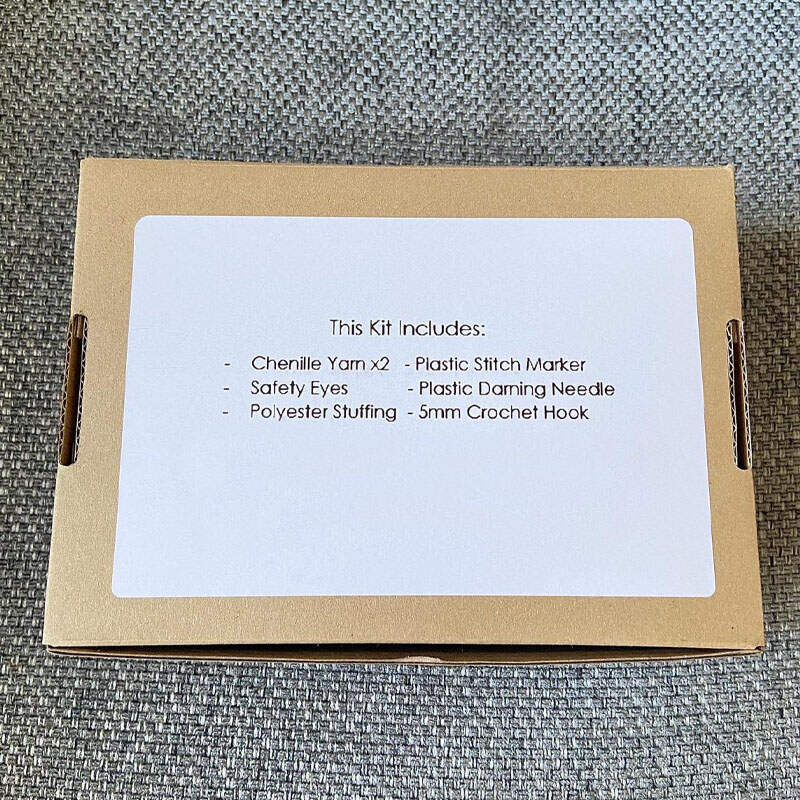 This Kit Includes:
- Chenille Yarn x2 - Plastic Stitch Marker
- Safety Eyes - Plastic Darning Needle
- Polyester Stuffing - 5mm Crochet Hook